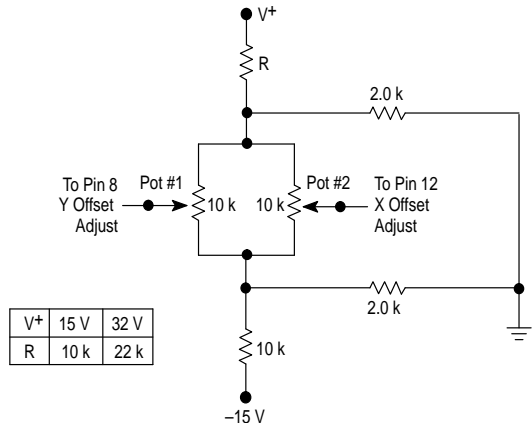 V+
R
2.0 k
To Pin 8
Y Offset
Adjust
Pot #1
10 k
10 k
Pot #2
To Pin 12
X Offset
Adjust
2.0 k
V+ 15 V 32 V
R 10 k 22 k
10 k
–15 V